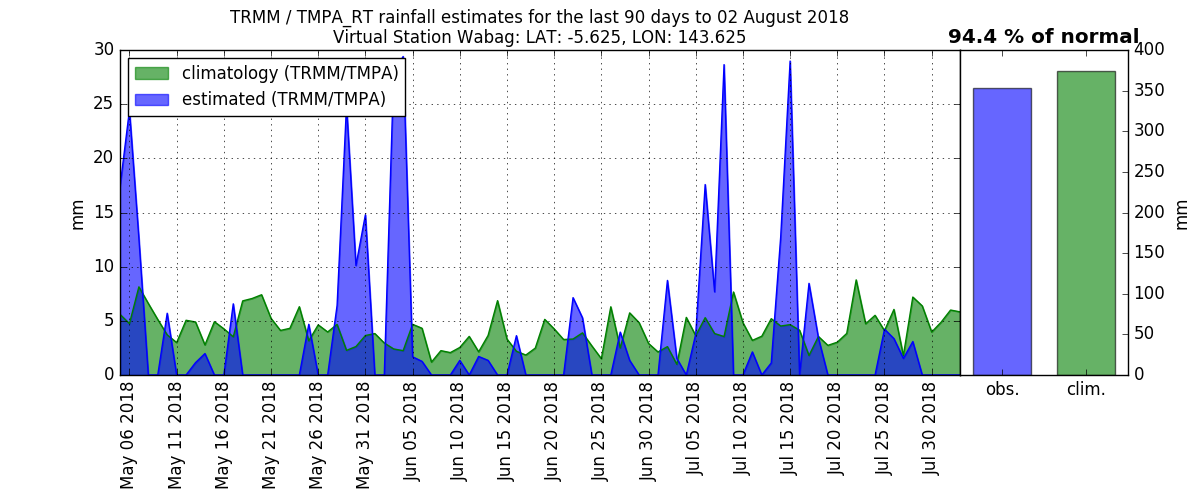 TRMM / TMPA_RT rainfall estimates for the last 90 days to 02 August 2018
Virtual Station Wabag: LAT: -5.625, LON: 143.625
94.4 % of normal
climatology (TRMM/TMPA)
estimated (TRMM/TMPA)
30
25
20
15
10
5
0
mm
May 06 2018
May 11 2018
May 16 2018
May 21 2018
May 26 2018
May 31 2018
Jun 05 2018
Jun 10 2018
Jun 15 2018
Jun 20 2018
Jun 25 2018
Jun 30 2018
Jul 05 2018
Jul 10 2018
Jul 15 2018
Jul 20 2018
Jul 25 2018
Jul 30 2018
obs.
clim.
400
350
300
250
200
150
100
50
0
mm